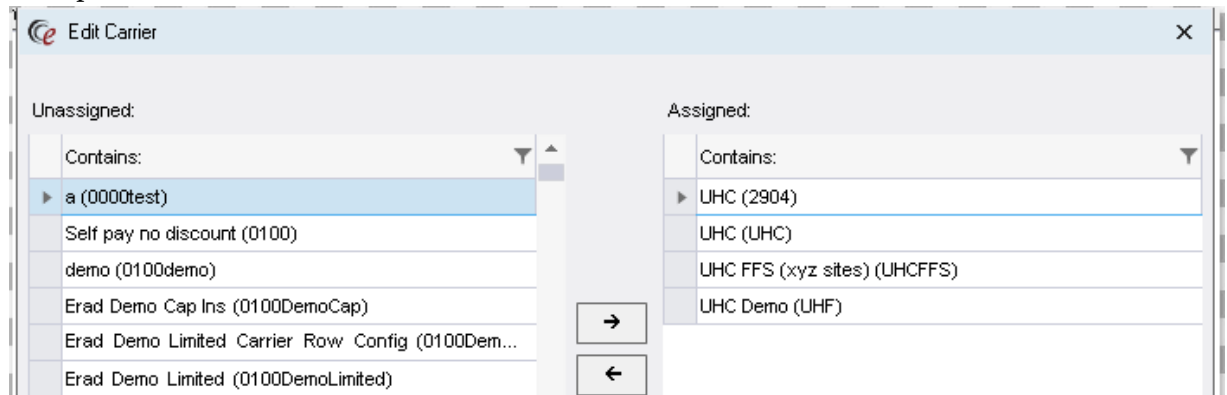 Edit Carrier
Unassigned:
Contains:
a (0000test)
Self pay no discount (0100)
demo (0100demo)
Erad Demo Cap Ins (0100DemoCap)
Erad Demo Limited Carrier Row Config (0100Dem...
Erad Demo Limited (0100DemoLimited)
Assigned:
Contains:
UHC (2904)
UHC (UHC)
UHC FFS (xyz sites) (UHCFFS)
UHC Demo (UHF)